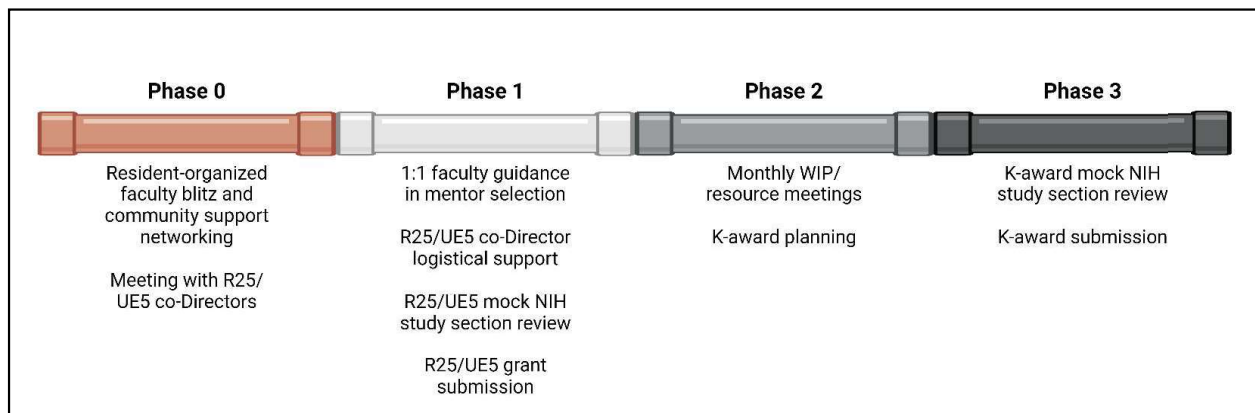 Phase 0
Resident-organized
faculty blitz and
community support
networking
Meeting with R25/
UE5 co-Directors
Phase 1
1:1 faculty guidance
in mentor selection
R25/UE5 co-Director
logistical support
R25/UE5 mock NIH
study section review
R25/UE5 grant
submission
Phase 2
Monthly WIP/
resource meetings
K-award planning
Phase 3
K-award mock NIH
study section review
K-award submission